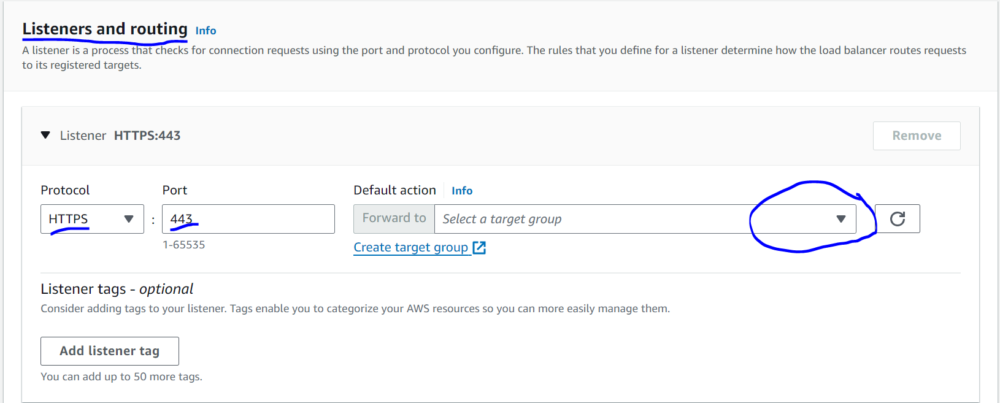 Listeners and routing Info
A listener is a process that checks for connection requests using the port and protocol you configure. The rules that you define for a listener determine how the load balancer routes requests
to its registered targets.
Listener HTTPS:443
Remove
Protocol Port Default action Info
HTTPS : 443 Forward to Select a target group
1-65535 Create target group
Listener tags - optional
Consider adding tags to your listener. Tags enable you to categorize your AWS resources so you can more easily manage them.
Add listener tag
You can add up to 50 more tags.